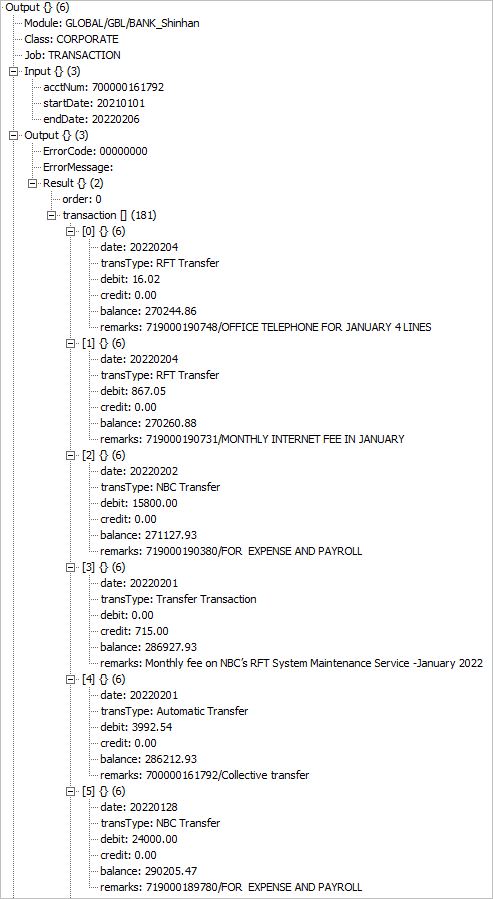 Output {} (6)
Module: GLOBAL/GBL/BANK_Shinhan
Class: CORPORATE
Job: TRANSACTION
Input {} (3)
acctNum: 700000161792
startDate: 20210101
endDate: 20220206
Output {} (3)
ErrorCode: 00000000
ErrorMessage:
Result {} (2)
order: 0
transaction [] (181)
[0] {} (6)
date: 20220204
transType: RFT Transfer
debit: 16.02
credit: 0.00
balance: 270244.86
remarks: 719000190748/OFFICE TELEPHONE FOR JANUARY 4 LINES
[1] {} (6)
date: 20220204
transType: RFT Transfer
debit: 867.05
credit: 0.00
balance: 270260.88
remarks: 719000190731/MONTHLY INTERNET FEE IN JANUARY
[2] {} (6)
date: 20220202
transType: NBC Transfer
debit: 15800.00
credit: 0.00
balance: 271127.93
remarks: 719000190380/FOR  EXPENSE AND PAYROLL
[3] {} (6)
date: 20220201
transType: Transfer Transaction
debit: 0.00
credit: 715.00
balance: 286927.93
remarks: Monthly fee on NBC’s RFT System Maintenance Service -January 2022
[4] {} (6)
date: 20220201
transType: Automatic Transfer
debit: 3992.54
credit: 0.00
balance: 286212.93
remarks: 700000161792/Collective transfer
[5] {} (6)
date: 20220128
transType: NBC Transfer
debit: 24000.00
credit: 0.00
balance: 290205.47
remarks: 719000189780/FOR  EXPENSE AND PAYROLL